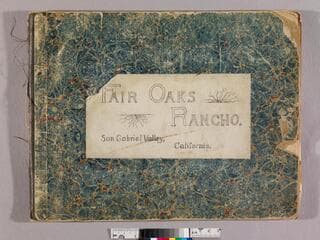 Fair Oaks
Rancho.
San Gabriel Valley,
California.